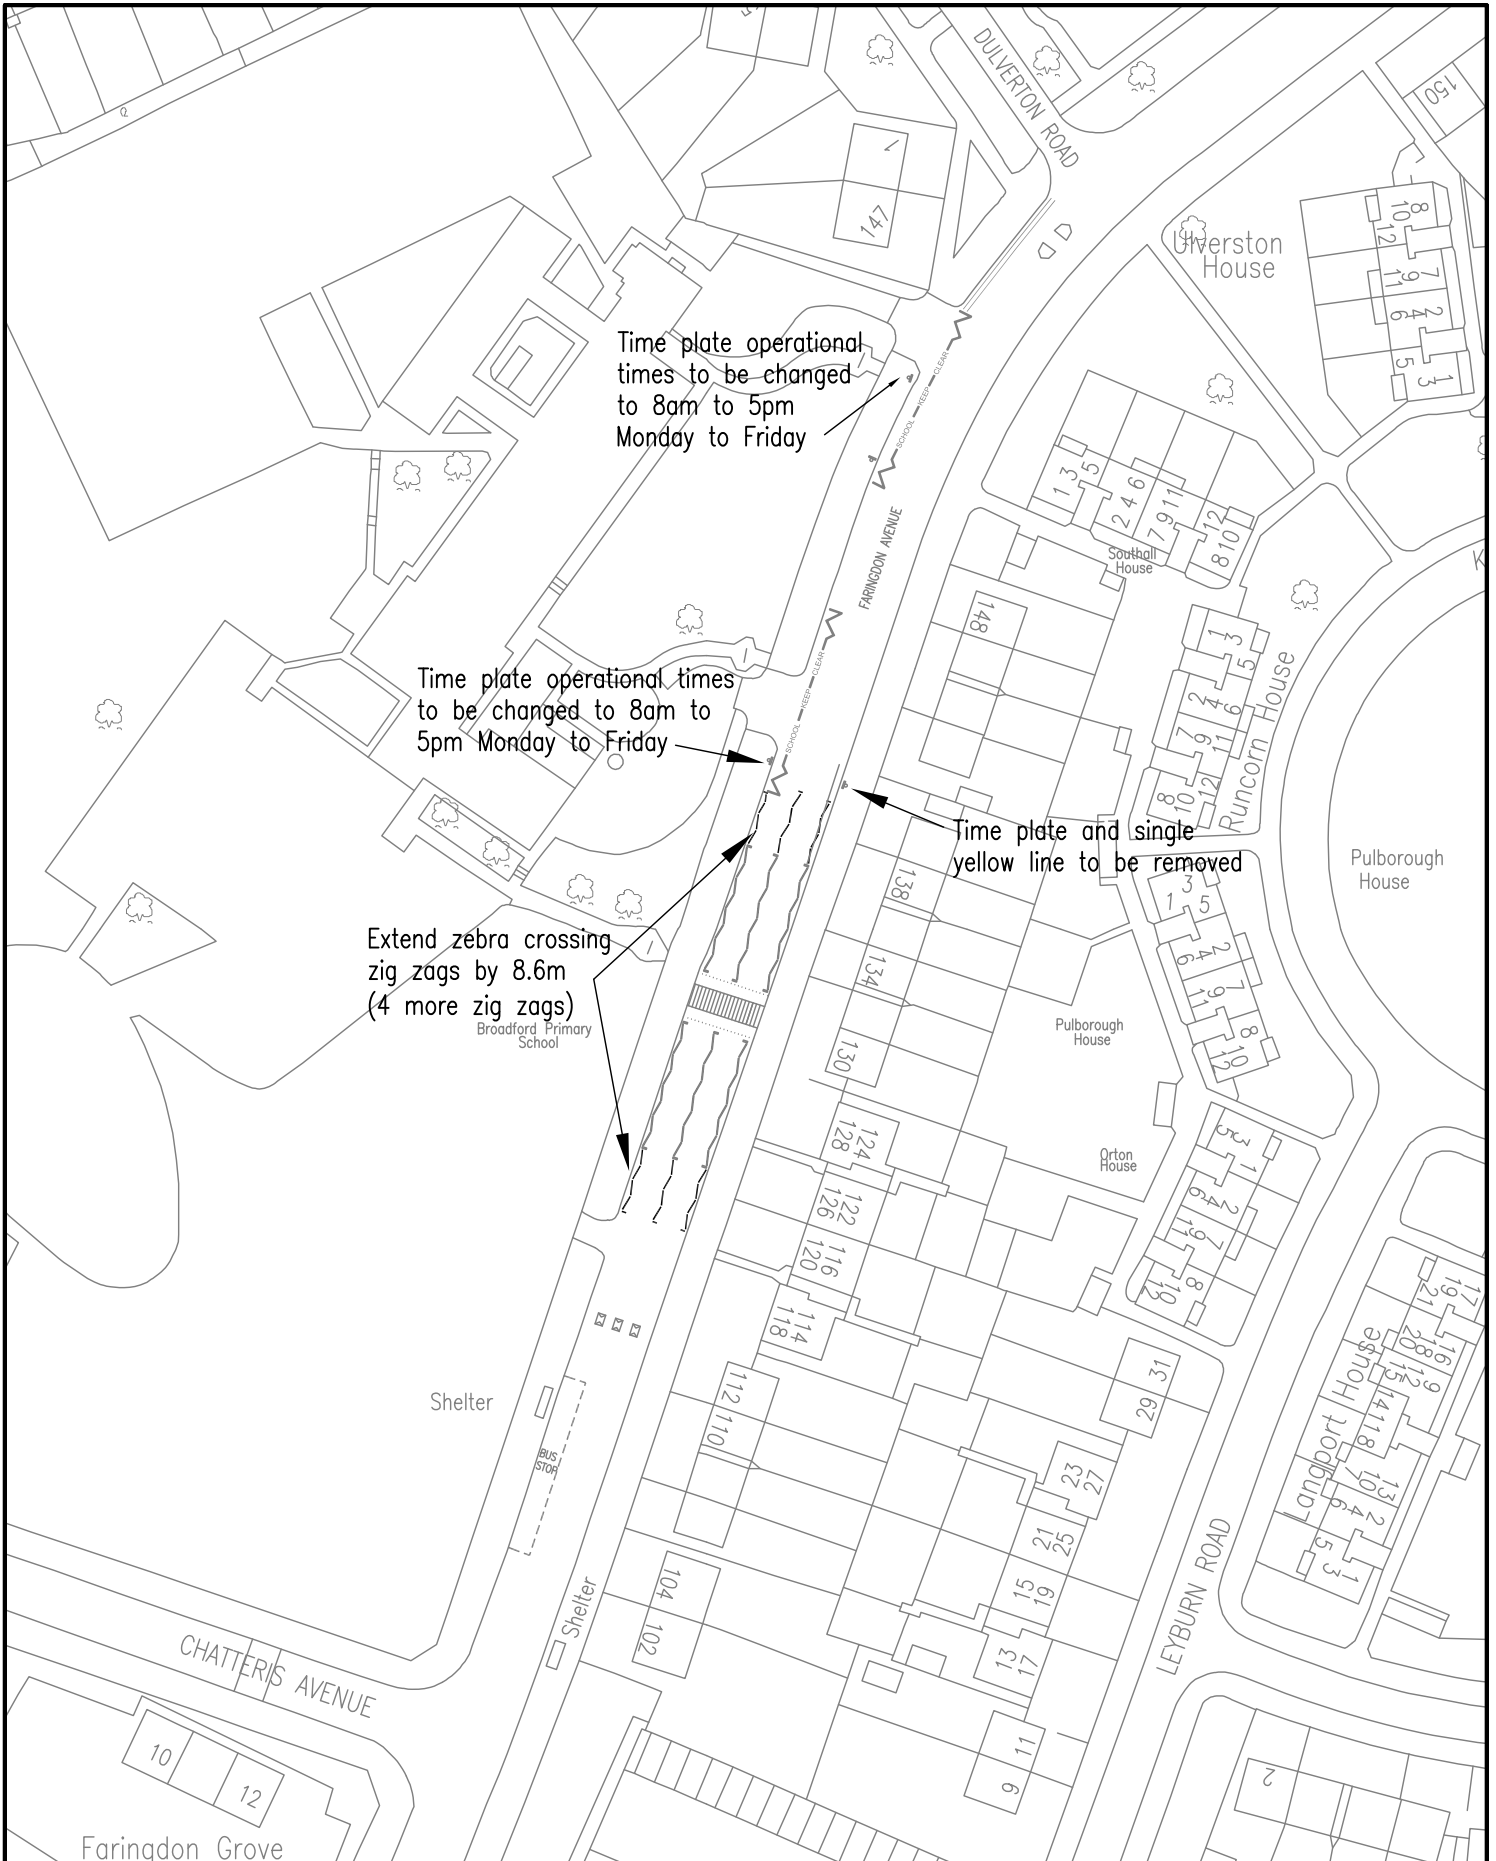 DULVERTON ROAD
150
1
147
Ulverston
House
8
10
12
7
9
11
2
4
6
5
3
1
Time plate operational
times to be changed
to 8am to 5pm
Monday to Friday
SCHOOL KEEP CLEAR
FARINGDON AVENUE
1 3 5
2 4 6
7 9 11
8 10 12
Southall
House
148
1 3 5
2 4 6
7 9 11
8 10 12
Runcorn House
Time plate operational times
to be changed to 8am to
5pm Monday to Friday
SCHOOL KEEP CLEAR
Time plate and single
yellow line to be removed
Pulborough
House
138
1 3 5
2 4 6
7 9 11
8 10 12
134
Extend zebra crossing
zig zags by 8.6m
(4 more zig zags)
Broadford Primary
School
Pulborough
House
130
124
128
Orton
House
5 3 1
6 4 2
11 9 7
12 10 8
122
126
116
120
114
118
17
19
21
16
18
20
9
12
15
14 11 8
7 10 13
6 4 2
5 3 1
Langport House
112
110
31
29
Shelter
BUS
STOP
23
27
21
25
15
19
13
17
LEYBURN ROAD
104
102
Shelter
CHATTERIS AVENUE
11
9
2
10
12
Faringdon Grove